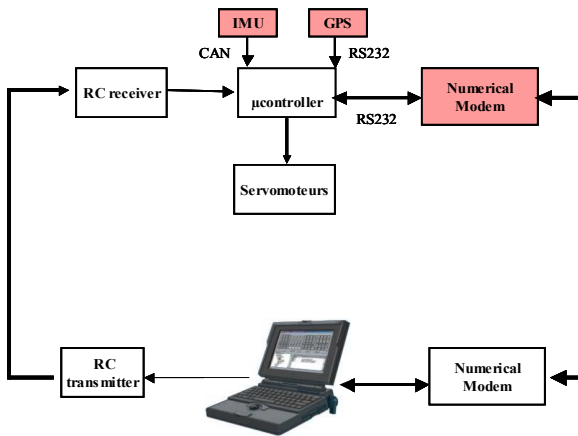 IMU
GPS
CAN
RS232
RC receiver
µcontroller
Numerical
Modem
RS232
Servomoteurs
RC
transmitter
Numerical
Modem